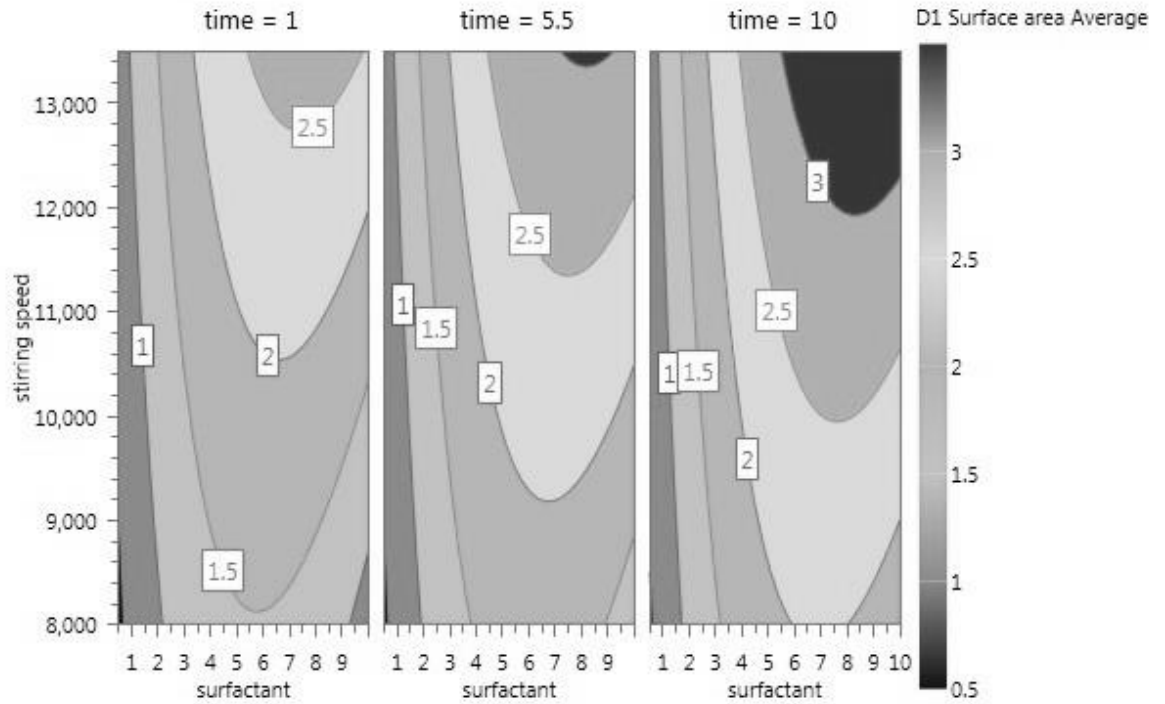 time = 1
time = 5.5
time = 10
D1 Surface area Average
stirring speed
13,000
12,000
11,000
10,000
9,000
8,000
2.5
2
1
1.5
2.5
1
1.5
2
3
2.5
1
1.5
2
1 2 3 4 5 6 7 8 9
1 2 3 4 5 6 7 8 9
1 2 3 4 5 6 7 8 9 10
surfactant
surfactant
surfactant
3
2.5
2
1.5
1
0.5